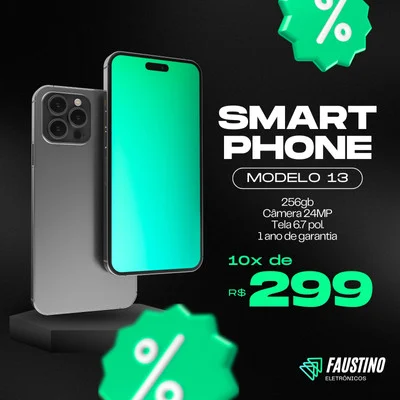 %
SMART
PHONE
MODELO 13
256gb
Câmera 24MP
Tela 6.7 pol.
1 ano de garantia
10x de
R$ 299
%
FAUSTINO
ELETRÔNICOS